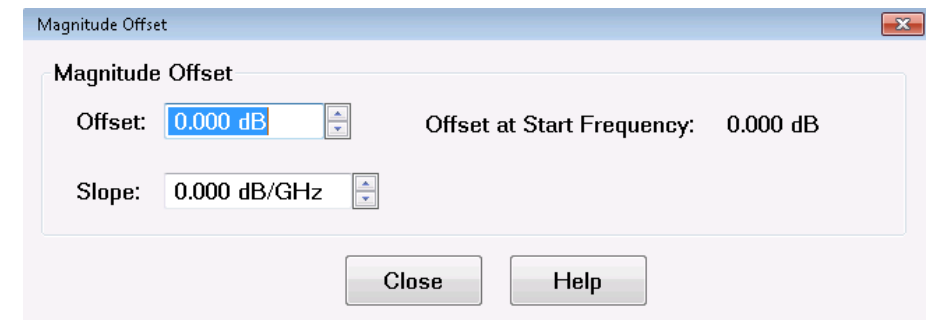 Magnitude Offset
Magnitude Offset
Offset: 0.000 dB Offset at Start Frequency: 0.000 dB
Slope: 0.000 dB/GHz
Close Help